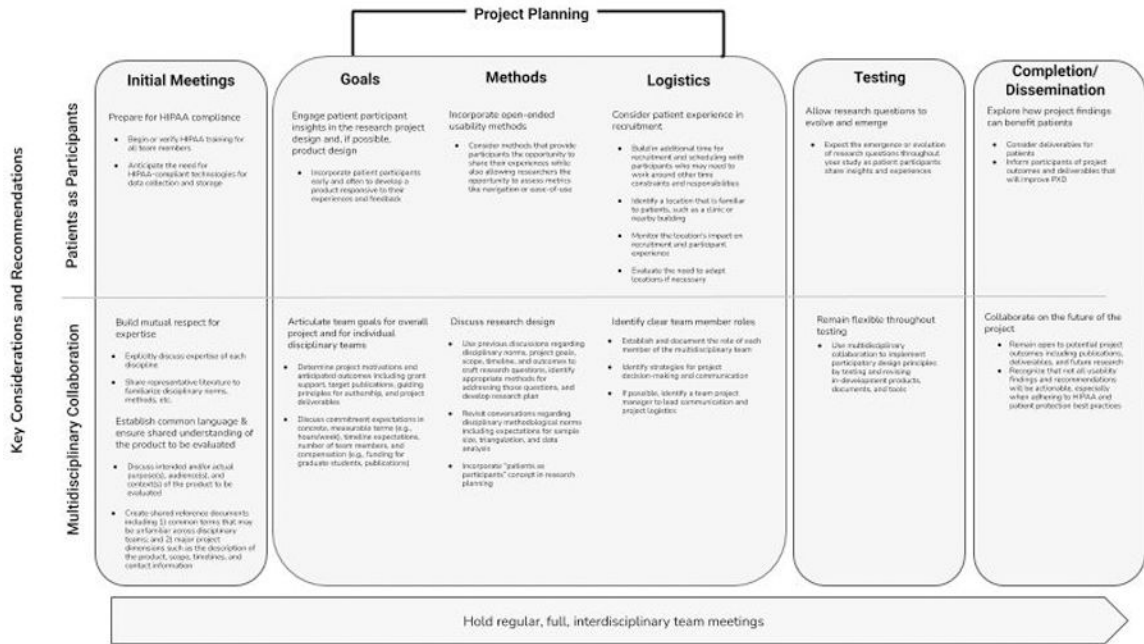 Project Planning
Key Considerations and Recommendations
Patients as Participants
Multidisciplinary Collaboration
Initial Meetings
Prepare for HIPAA compliance
Begin or verify HIPAA training for
all team members
Anticipate the need for
HIPAA-compliant technologies for
data collection and storage
Build mutual respect for
expertise
Explicitly discuss expertise of each
discipline
Share representative literature to
familiarize disciplinary norms,
methods, etc.
Establish common language &
ensure shared understanding of
the product to be evaluated
Discuss intended and/or actual
purpose(s), audience(s), and
context(s) of the product to be
evaluated
Create shared reference documents
including 1) common terms that may
be unfamiliar across disciplinary
teams; and 2) major project
dimensions such as the description of
the product, scope, timelines, and
contact information
Goals
Engage patient participant
insights in the research project
design and, if possible,
product design
Incorporate patient participants
early and often to develop a
product responsive to their
experiences and feedback
Articulate team goals for overall
project and for individual
disciplinary teams
Determine project motivations and
anticipated outcomes including grant
support, target publications, guiding
principles for authorship, and project
deliverables
Discuss commitment expectations in
concrete, measurable terms (e.g.,
hours/week), timeline expectations,
number of team members, and
compensation (e.g., funding for
graduate students, publications)
Methods
Incorporate open-ended
usability methods
Consider methods that provide
participants the opportunity to
share their experiences while
also allowing researchers the
opportunity to assess metrics
like navigation or ease-of-use
Discuss research design
Use previous discussions regarding
disciplinary norms, project goals,
scope, timeline, and outcomes to
craft research questions, identify
appropriate methods for
addressing those questions, and
develop research plan
Revisit conversations regarding
disciplinary methodological norms
including expectations for sample
size, triangulation, and data
analysis
Incorporate "patients as
participants" concept in research
planning
Logistics
Consider patient experience in
recruitment
Build in additional time for
recruitment and scheduling with
participants who may need to
work around other time
constraints and responsibilities
Identify a location that is familiar
to patients, such as a clinic or
nearby building
Monitor the location's impact on
recruitment and participant
experience
Evaluate the need to adapt
locations if necessary
Identify clear team member roles
Establish and document the role of each
member of the multidisciplinary team
Identify strategies for project
decision-making and communication
If possible, identify a team project
manager to lead communication and
project logistics
Testing
Allow research questions to
evolve and emerge
Expect the emergence or evolution
of research questions throughout
your study as patient participants
share insights and experiences
Remain flexible throughout
testing
Use multidisciplinary
collaboration to implement
participatory design principles
by testing and revising
in-development products,
documents, and tools
Completion/
Dissemination
Explore how project findings
can benefit patients
Consider deliverables for
patients
Inform participants of project
outcomes and deliverables that
will improve PXD
Collaborate on the future of
the project
Remain open to potential project
outcomes including publications,
deliverables, and future research
Recognize that not all usability
findings and recommendations
will be actionable, especially
when adhering to HIPAA and
patient protection best practices
Hold regular, full, interdisciplinary team meetings